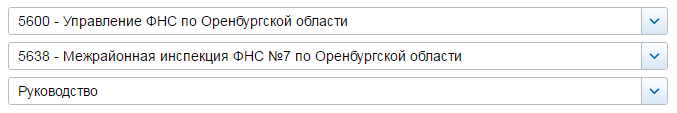 5600 - Управление ФНС по Оренбургской области
5638 - Межрайонная инспекция ФНС №7 по Оренбургской области
Руководство